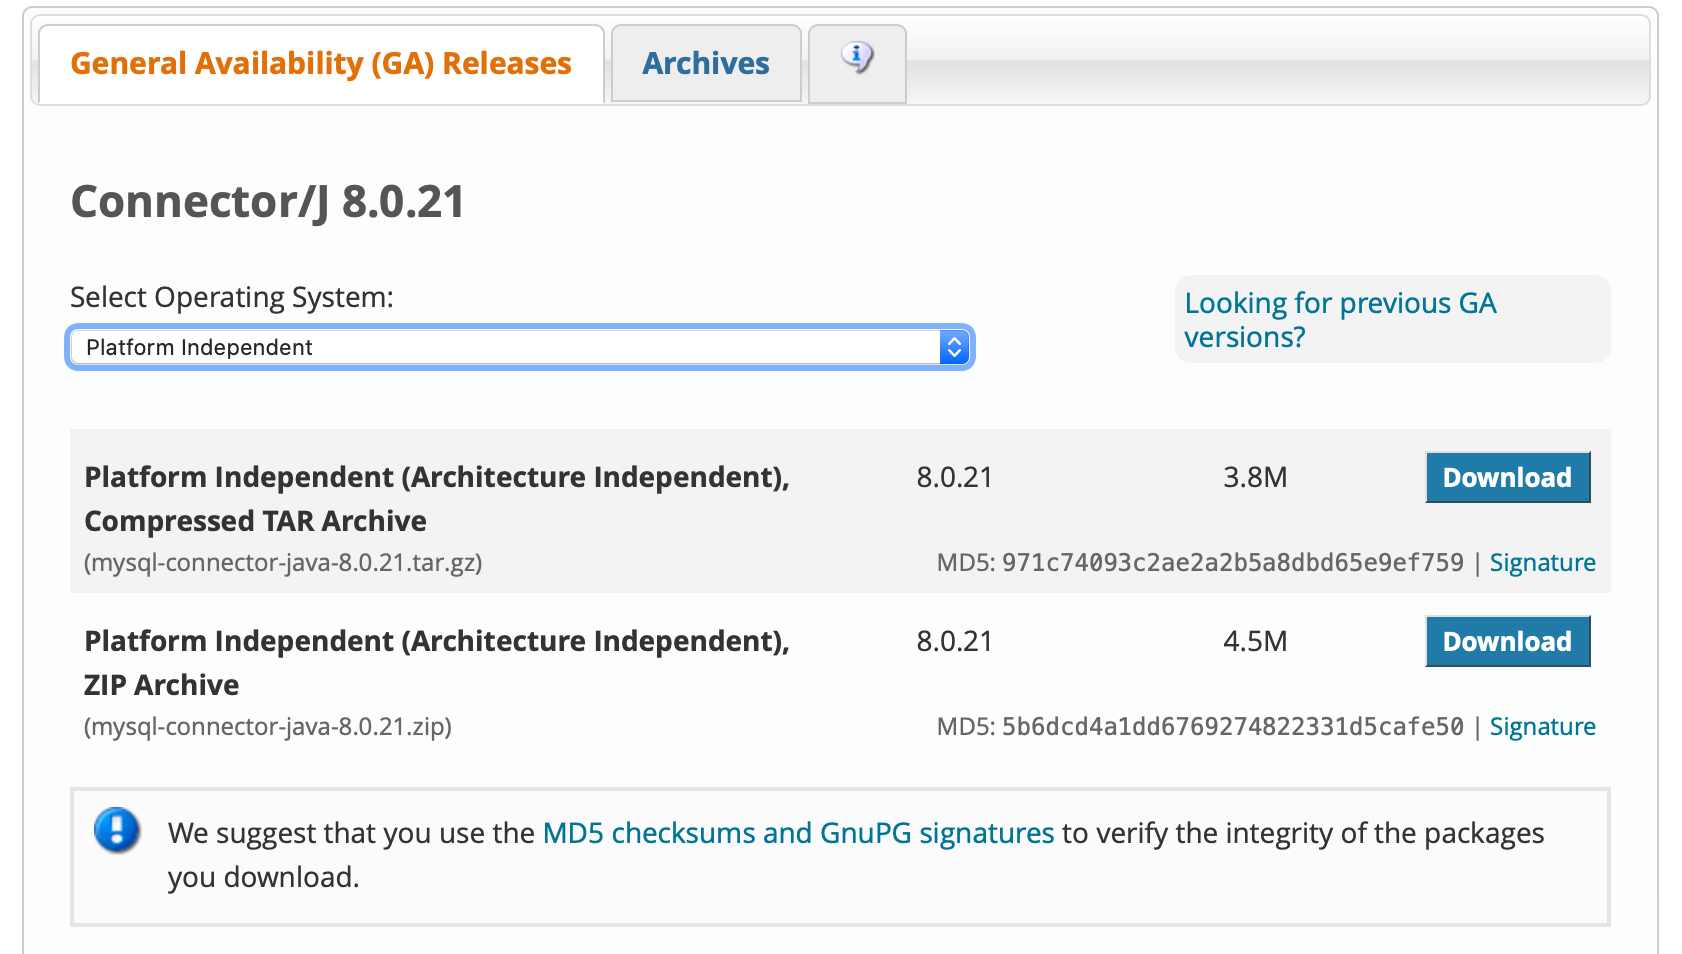 General Availability (GA) Releases
Archives
Connector/J 8.0.21
Select Operating System:
Looking for previous GA
versions?
Platform Independent
Platform Independent (Architecture Independent), 8.0.21 3.8M Download
Compressed TAR Archive
(mysql-connector-java-8.0.21.tar.gz) MD5: 971c74093c2ae2a2b5a8dbd65e9ef759 | Signature
Platform Independent (Architecture Independent), 8.0.21 4.5M Download
ZIP Archive
(mysql-connector-java-8.0.21.zip) MD5: 5b6dcd4a1dd6769274822331d5cafe50 | Signature
We suggest that you use the MD5 checksums and GnuPG signatures to verify the integrity of the packages
you download.